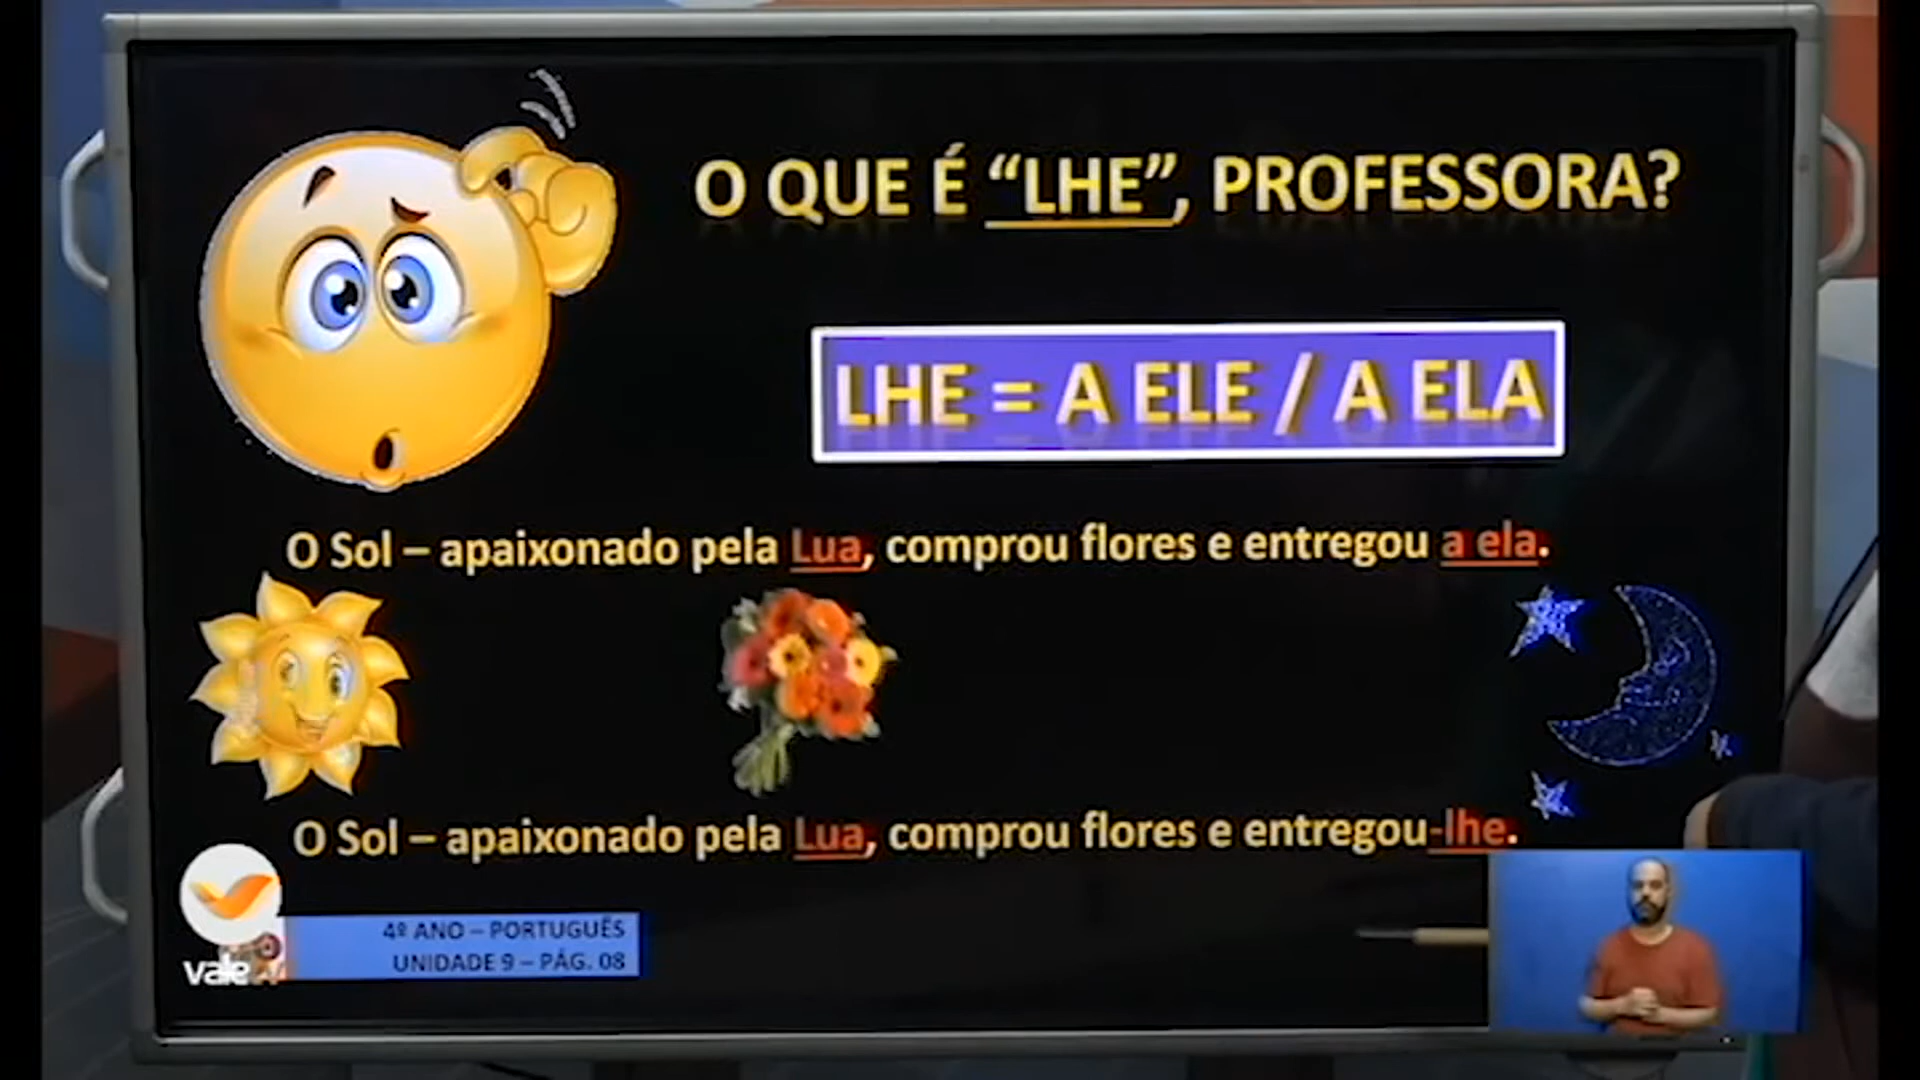 O QUE É “LHE”, PROFESSORA?
LHE = A ELE / A ELA
O Sol – apaixonado pela Lua, comprou flores e entregou a ela.
O Sol – apaixonado pela Lua, comprou flores e entregou-lhe.
4º ANO – PORTUGUÊS
UNIDADE 9 – PÁG. 08
vale